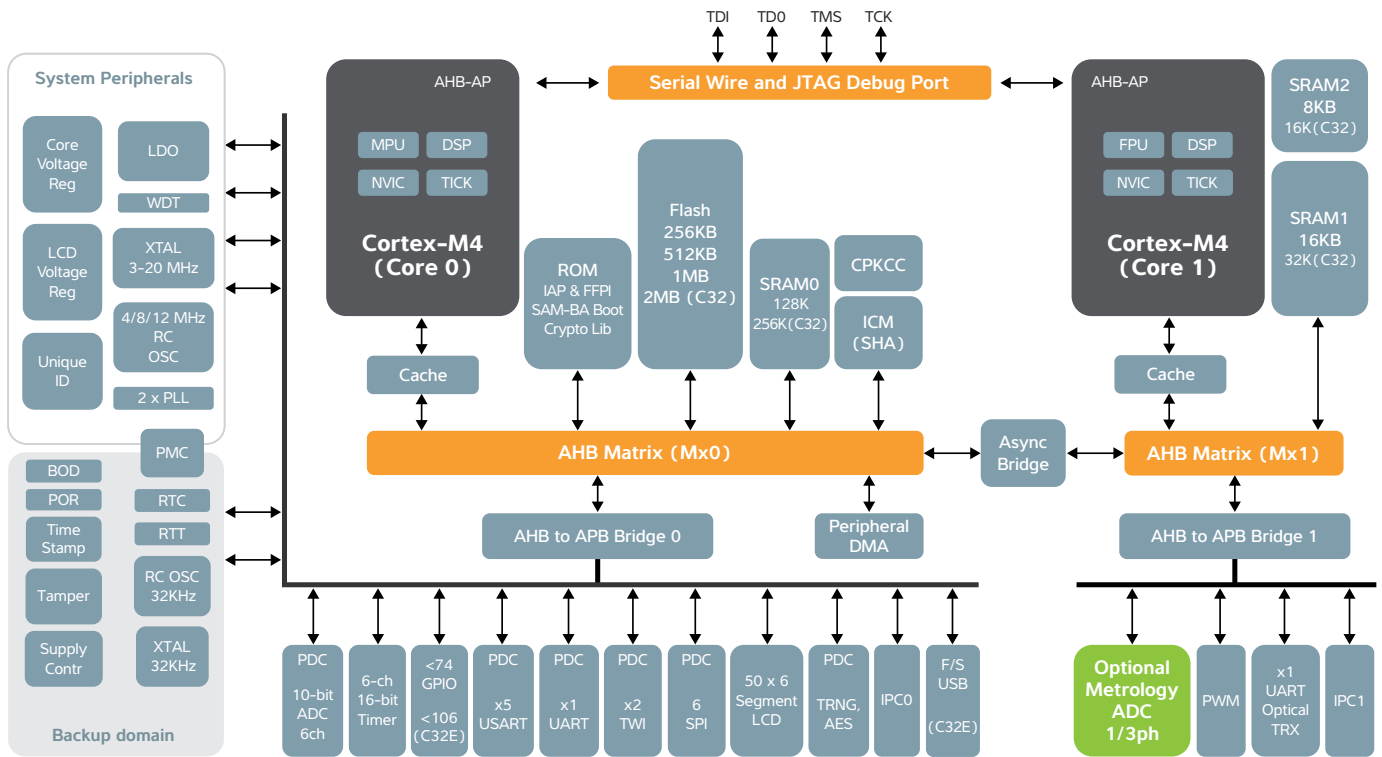 TDI
TD0
TMS
TCK
Serial Wire and JTAG Debug Port
System Peripherals
Core
Voltage
Reg
LDO
WDT
LCD
Voltage
Reg
XTAL
3-20 MHz
4/8/12 MHz
RC
OSC
Unique
ID
2 x PLL
PMC
BOD
POR
Time
Stamp
Tamper
Supply
Contr
RTC
RTT
RC OSC
32KHz
XTAL
32KHz
Backup domain
AHB-AP
MPU
DSP
NVIC
TICK
Cortex-M4
(Core 0)
Cache
ROM
IAP & FFPI
SAM-BA Boot
Crypto Lib
Flash
256KB
512KB
1MB
2MB (C32)
SRAM0
128K
256K(C32)
CPKCC
ICM
(SHA)
AHB-AP
FPU
DSP
NVIC
TICK
Cortex-M4
(Core 1)
Cache
SRAM2
8KB
16K(C32)
SRAM1
16KB
32K(C32)
AHB Matrix (Mx0)
Async
Bridge
AHB Matrix (Mx1)
AHB to APB Bridge 0
Peripheral
DMA
AHB to APB Bridge 1
PDC
10-bit
ADC
6ch
6-ch
16-bit
Timer
<74
GPIO
<106
(C32E)
PDC
x5
USART
PDC
x1
UART
PDC
x2
TWI
PDC
6
SPI
50 x 6
Segment
LCD
PDC
TRNG,
AES
IPC0
F/S
USB
(C32E)
Optional
Metrology
ADC
1/3ph
PWM
x1
UART
Optical
TRX
IPC1